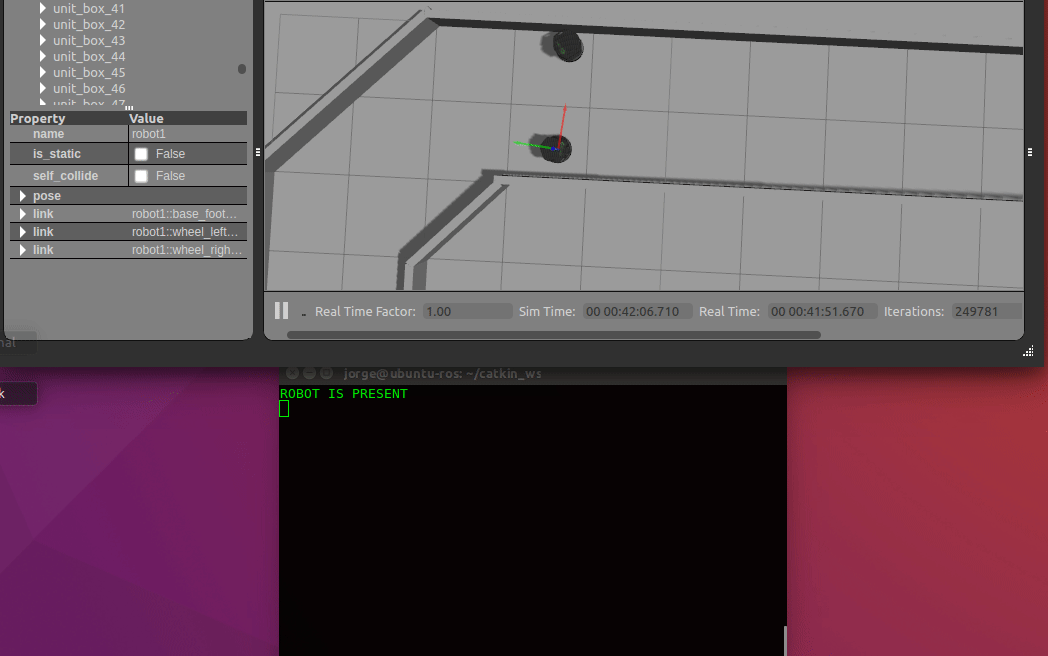 unit_box_41
unit_box_42
unit_box_43
unit_box_44
unit_box_45
unit_box_46
unit_box_47
Property Value
name robot1
is_static False
self_collide False
pose
link robot1::base_foot...
link robot1::wheel_left...
link robot1::wheel_righ...
Real Time Factor: 1.00 Sim Time: 00 00:42:06.710 Real Time: 00 00:41:51.670 Iterations: 249781
nal
k
jorge@ubuntu-ros: ~/catkin_ws
ROBOT IS PRESENT